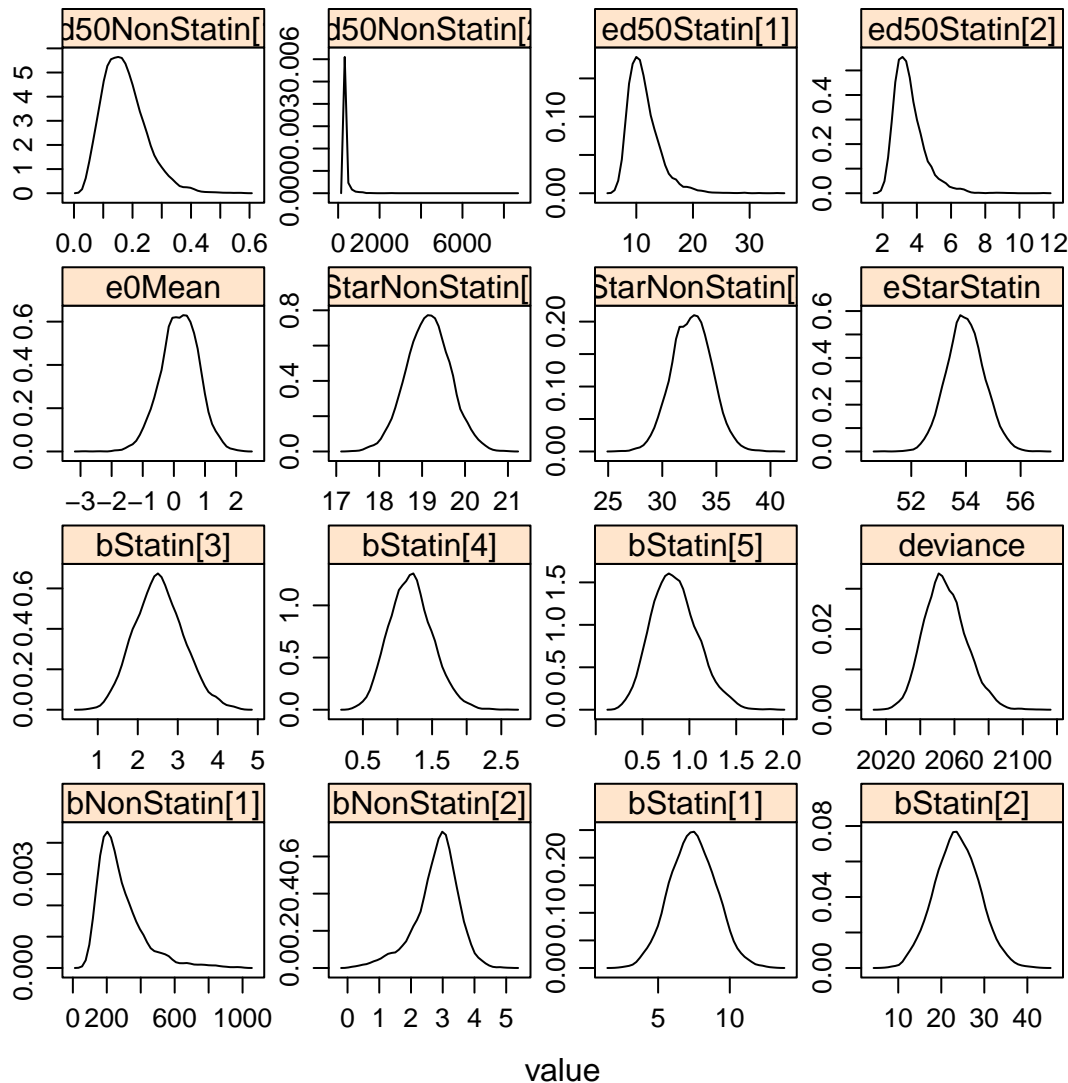 d50NonStatin[ d50NonStatin[2 ed50Statin[1] ed50Statin[2]
0 1 2 3 4 5 0.000 0.003 0.006 0.00 0.10 0.0 0.2 0.4
0.0 0.2 0.4 0.6 0 2000 6000 10 20 30 2 4 6 8 10 12
e0Mean StarNonStatin[ StarNonStatin[ eStarStatin
0.0 0.2 0.4 0.6 0.0 0.4 0.8 0.00 0.10 0.20 0.0 0.2 0.4 0.6
−3 −2 −1 0 1 2 17 18 19 20 21 25 30 35 40 52 54 56
bStatin[3] bStatin[4] bStatin[5] deviance
0.0 0.2 0.4 0.6 0.0 0.5 1.0 0.0 0.5 1.0 1.5 0.00 0.02
1 2 3 4 5 0.5 1.5 2.5 0.5 1.0 1.5 2.0 2020 2060 2100
bNonStatin[1] bNonStatin[2] bStatin[1] bStatin[2]
0.000 0.003 0.0 0.2 0.4 0.6 0.00 0.10 0.20 0.00 0.04 0.08
0 200 600 1000 0 1 2 3 4 5 5 10 10 20 30 40
value